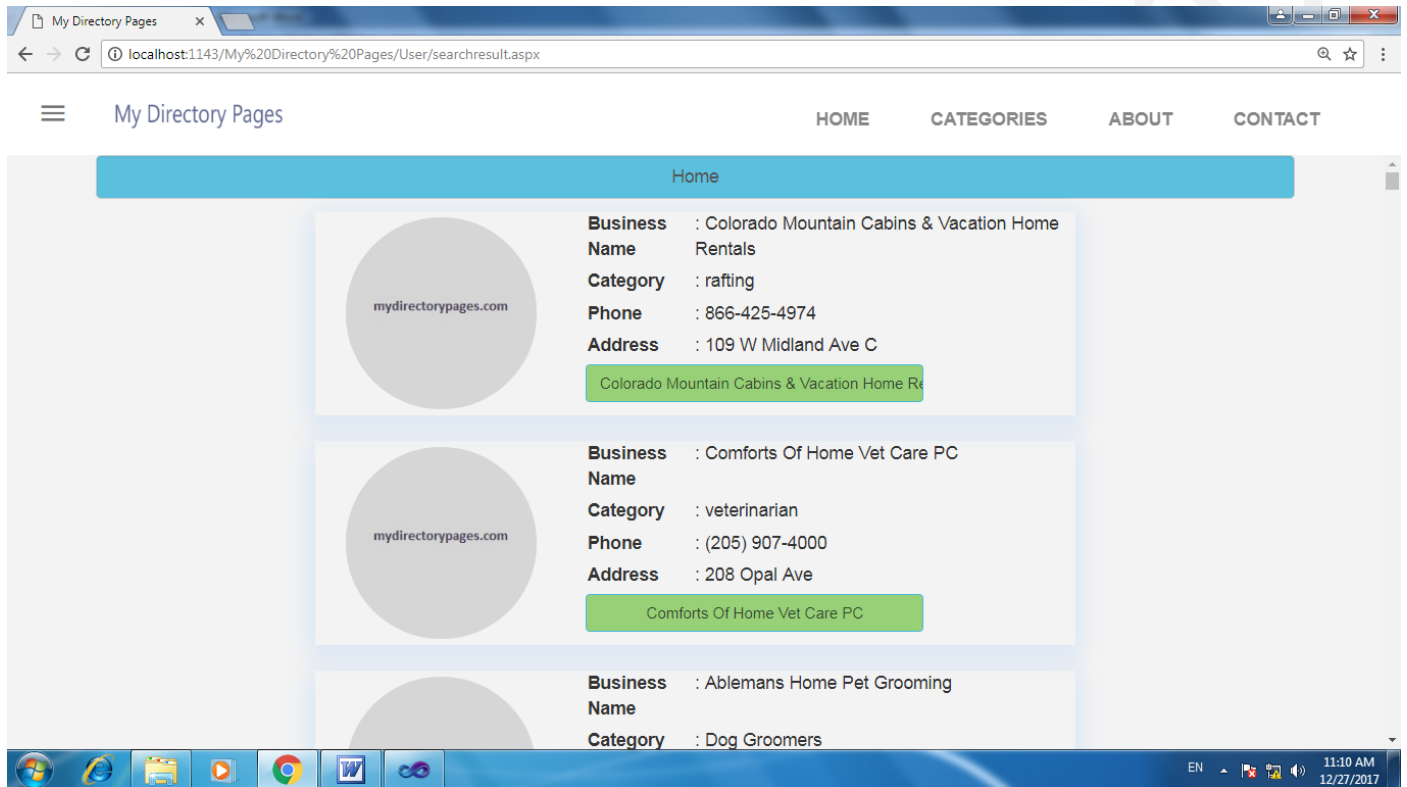 My Directory Pages
localhost:1143/My%20Directory%20Pages/User/searchresult.aspx
My Directory Pages
HOME CATEGORIES ABOUT CONTACT
Home
Business Name : Colorado Mountain Cabins & Vacation Home Rentals
Category : rafting
mydirectorypages.com
Phone : 866-425-4974
Address : 109 W Midland Ave C
Colorado Mountain Cabins & Vacation Home Re
Business Name : Comforts Of Home Vet Care PC
Category : veterinarian
mydirectorypages.com
Phone : (205) 907-4000
Address : 208 Opal Ave
Comforts Of Home Vet Care PC
Business Name : Ablemans Home Pet Grooming
Category : Dog Groomers
EN 11:10 AM
12/27/2017